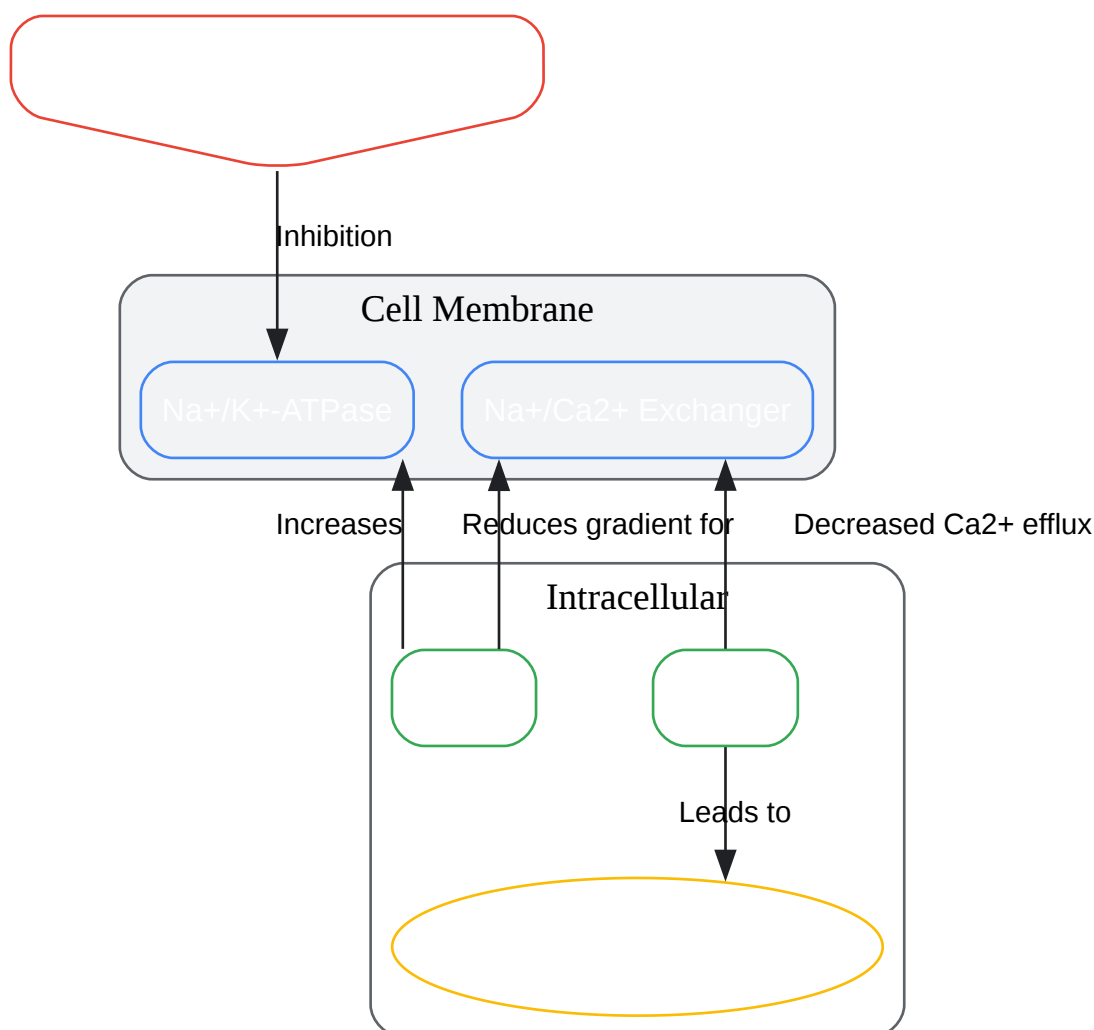 Inhibition
Cell Membrane
Na+/K+-ATPase
Na+/Ca2+ Exchanger
Increases
Reduces gradient for
Decreased Ca2+ efflux
Intracellular
Leads to